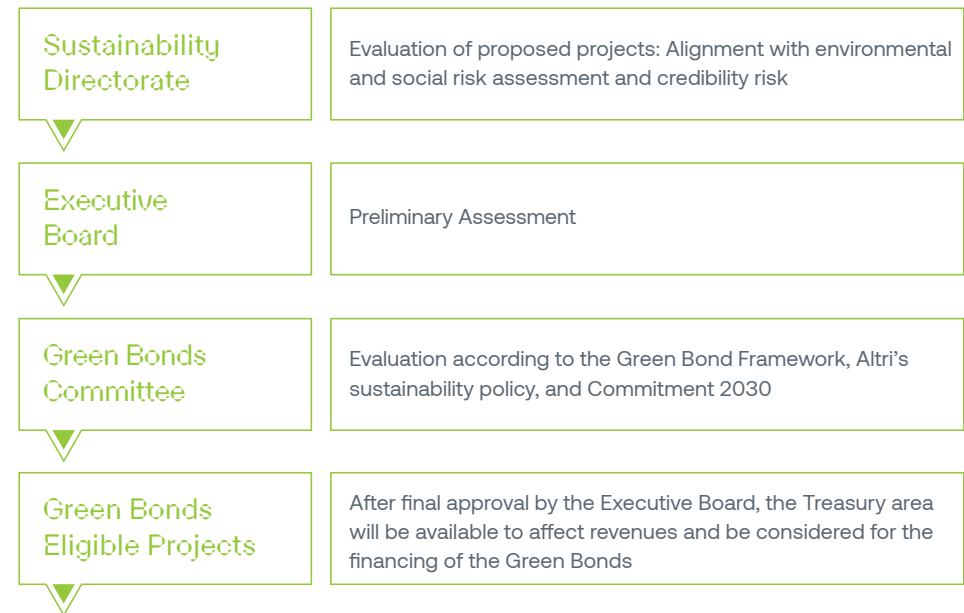 Sustainability
Directorate
Evaluation of proposed projects: Alignment with environmental
and social risk assessment and credibility risk
Executive
Board
Preliminary Assessment
Green Bonds
Committee
Evaluation according to the Green Bond Framework, Altri’s
sustainability policy, and Commitment 2030
Green Bonds
Eligible Projects
After final approval by the Executive Board, the Treasury area
will be available to affect revenues and be considered for the
financing of the Green Bonds